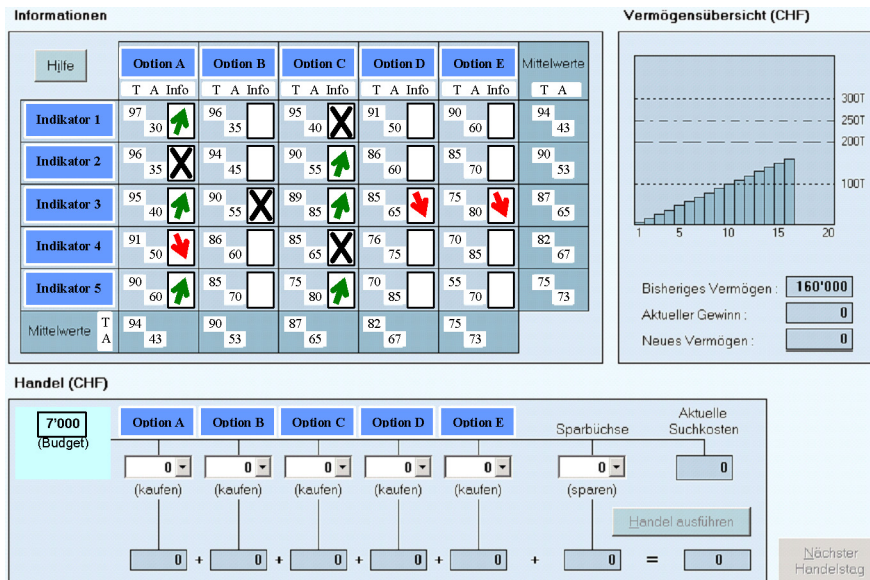 Informationen
Hilfe
Option A Option B Option C Option D Option E Mittelwerte
T A Info T A Info T A Info T A Info T A Info T A
Indikator 1 97 30 96 35 95 40 91 50 90 60 94 43
Indikator 2 96 35 94 45 90 55 86 60 85 70 90 53
Indikator 3 95 40 90 55 89 85 85 65 75 80 87 65
Indikator 4 91 50 86 60 85 65 76 75 70 85 82 67
Indikator 5 90 60 85 70 75 80 70 85 55 70 75 73
Mittelwerte T A 94 43 90 53 87 65 82 67 75 73
Vermögensübersicht (CHF)
300T
250T
200T
100T
1 5 10 15 20
Bisheriges Vermögen : 160'000
Aktueller Gewinn : 0
Neues Vermögen : 0
Handel (CHF)
7'000
(Budget)
Option A Option B Option C Option D Option E Sparbüchse Aktuelle
Suchkosten
0 0 0 0 0 0 0
(kaufen) (kaufen) (kaufen) (kaufen) (kaufen) (sparen)
Handel ausführen
0 + 0 + 0 + 0 + 0 + 0 = 0
Nächster
Handelstag